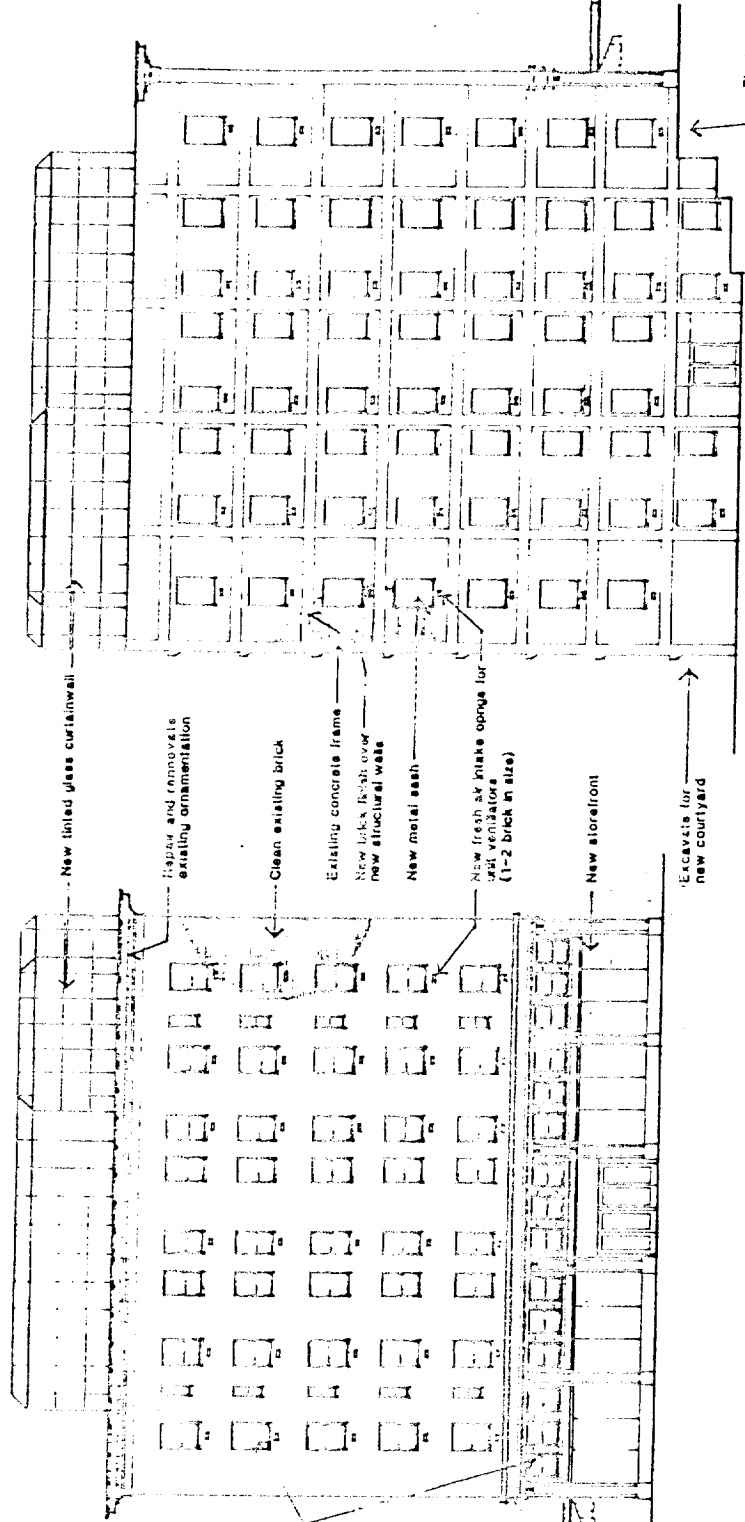 New tinted glass curtainwall
Repair and rennovate
existing ornamentation
Clean existing brick
Existing concrete frame
New brick finish over
new structural walls
New metal sash
New fresh air intake opngs for
unit ventilators
(1-2 brick in size)
New storefront
Excavate for
new courtyard